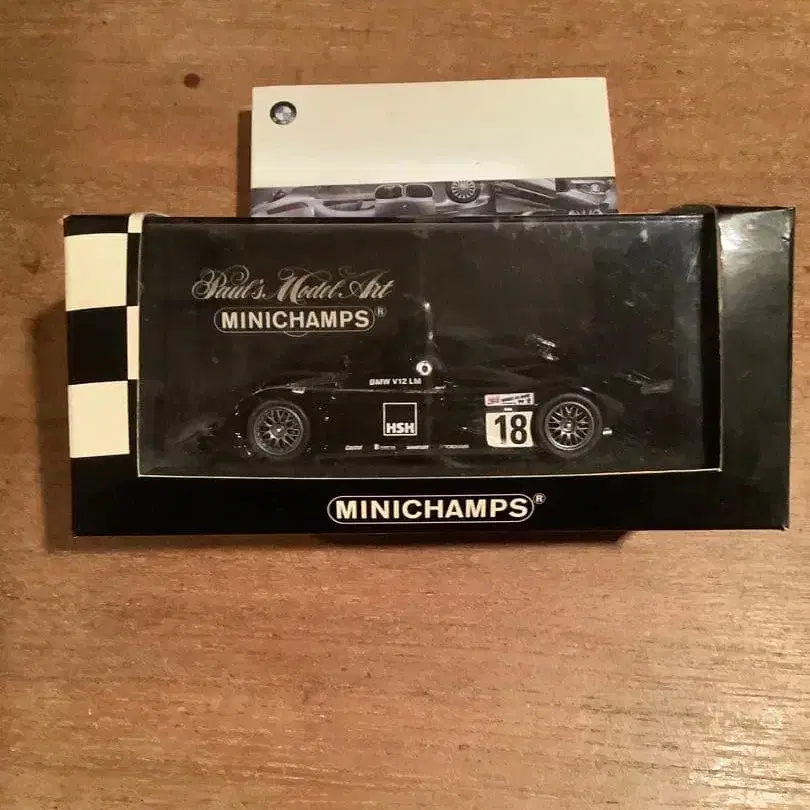 Paul's Model Art
MINICHAMPS®
BMW V12 LM
HSH
18
MINICHAMPS®